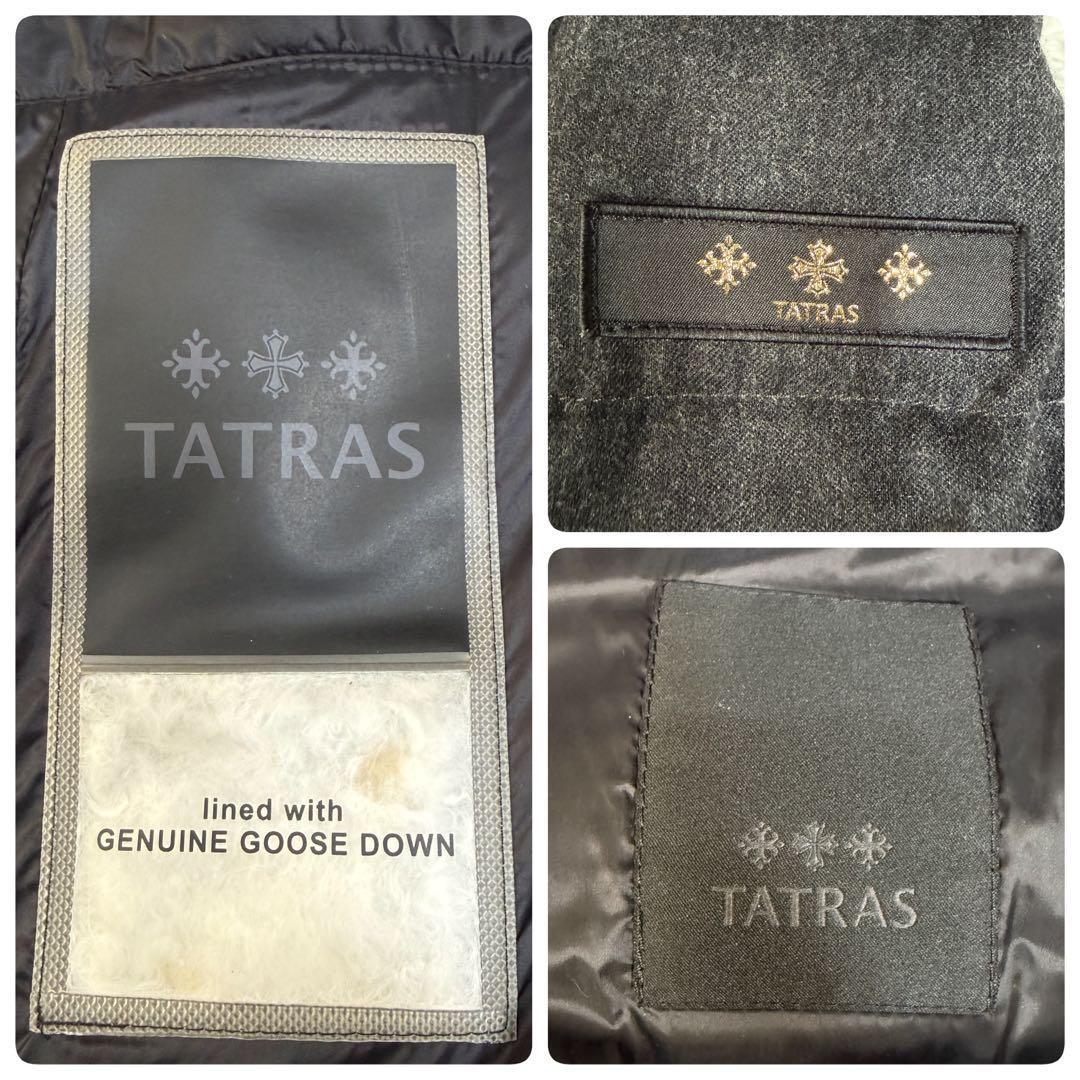 TATRAS
lined with
GENUINE GOOSE DOWN
TATRAS
TATRAS